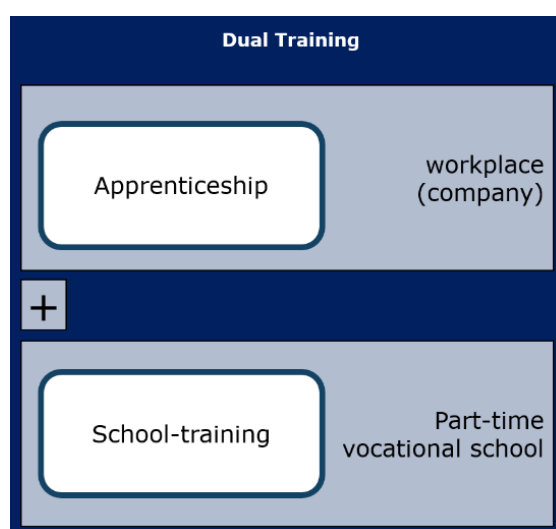 Dual Training
Apprenticeship
workplace
(company)
+
School-training
Part-time
vocational school